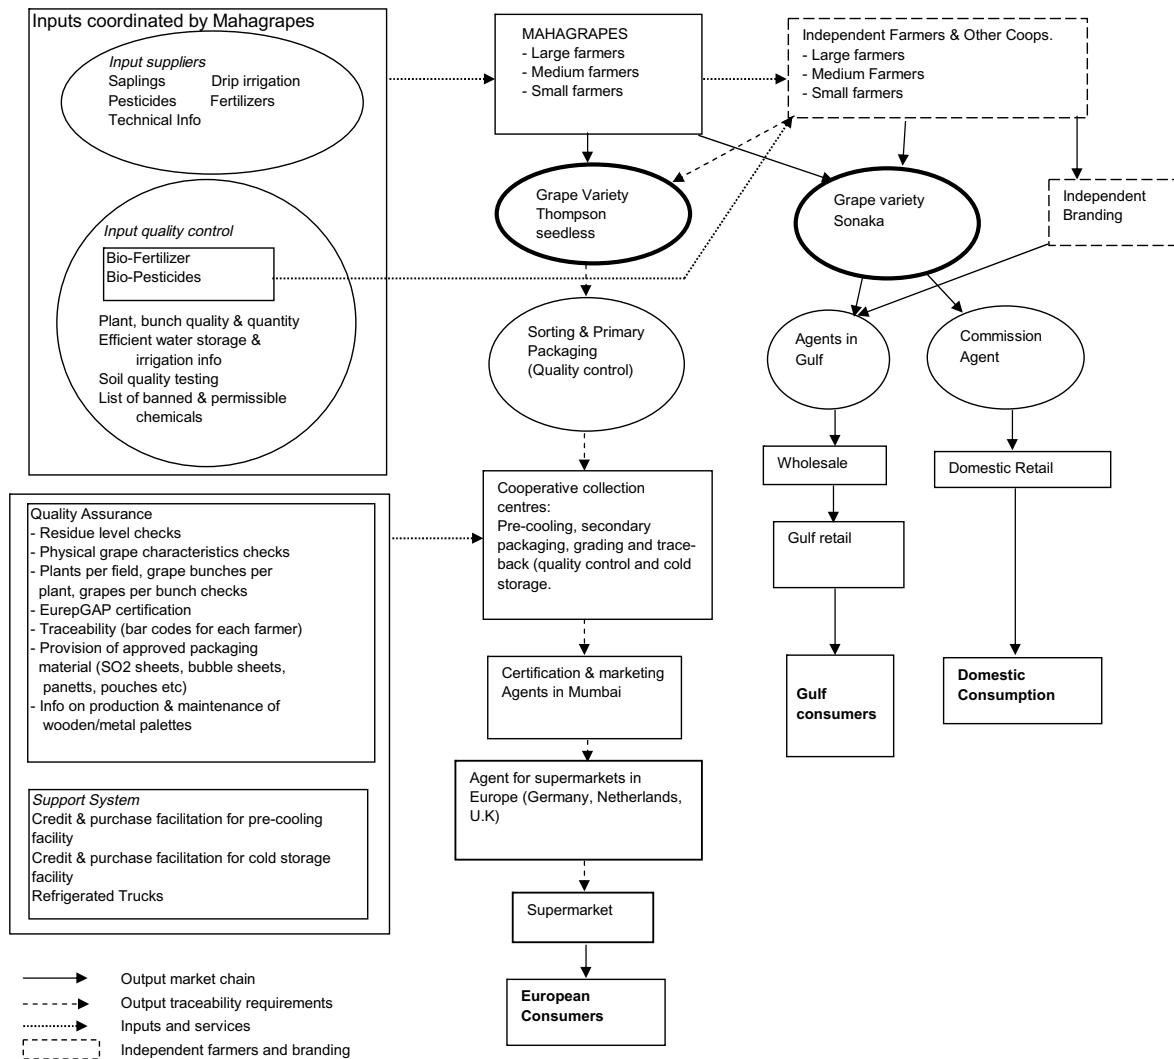 Inputs coordinated by Mahagrapes
Input suppliers
Saplings Drip irrigation
Pesticides Fertilizers
Technical Info
Input quality control
Bio-Fertilizer
Bio-Pesticides
Plant, bunch quality & quantity
Efficient water storage &
irrigation info
Soil quality testing
List of banned & permissible
chemicals
MAHAGRAPES
- Large farmers
- Medium farmers
- Small farmers
Independent Farmers & Other Coops.
- Large farmers
- Medium Farmers
- Small farmers
Grape Variety
Thompson
seedless
Grape variety
Sonaka
Independent
Branding
Sorting & Primary
Packaging
(Quality control)
Agents in
Gulf
Commission
Agent
Wholesale
Domestic Retail
Gulf retail
Gulf
consumers
Domestic
Consumption
Quality Assurance
- Residue level checks
- Physical grape characteristics checks
- Plants per field, grape bunches per
plant, grapes per bunch checks
- EurepGAP certification
- Traceability (bar codes for each farmer)
- Provision of approved packaging
material (SO2 sheets, bubble sheets,
panetts, pouches etc)
- Info on production & maintenance of
wooden/metal palettes
Support System
Credit & purchase facilitation for pre-cooling
facility
Credit & purchase facilitation for cold storage
facility
Refrigerated Trucks
Cooperative collection
centres:
Pre-cooling, secondary
packaging, grading and trace-
back (quality control and cold
storage.
Certification & marketing
Agents in Mumbai
Agent for supermarkets in
Europe (Germany, Netherlands,
U.K)
Supermarket
European
Consumers
Output market chain
Output traceability requirements
Inputs and services
Independent farmers and branding